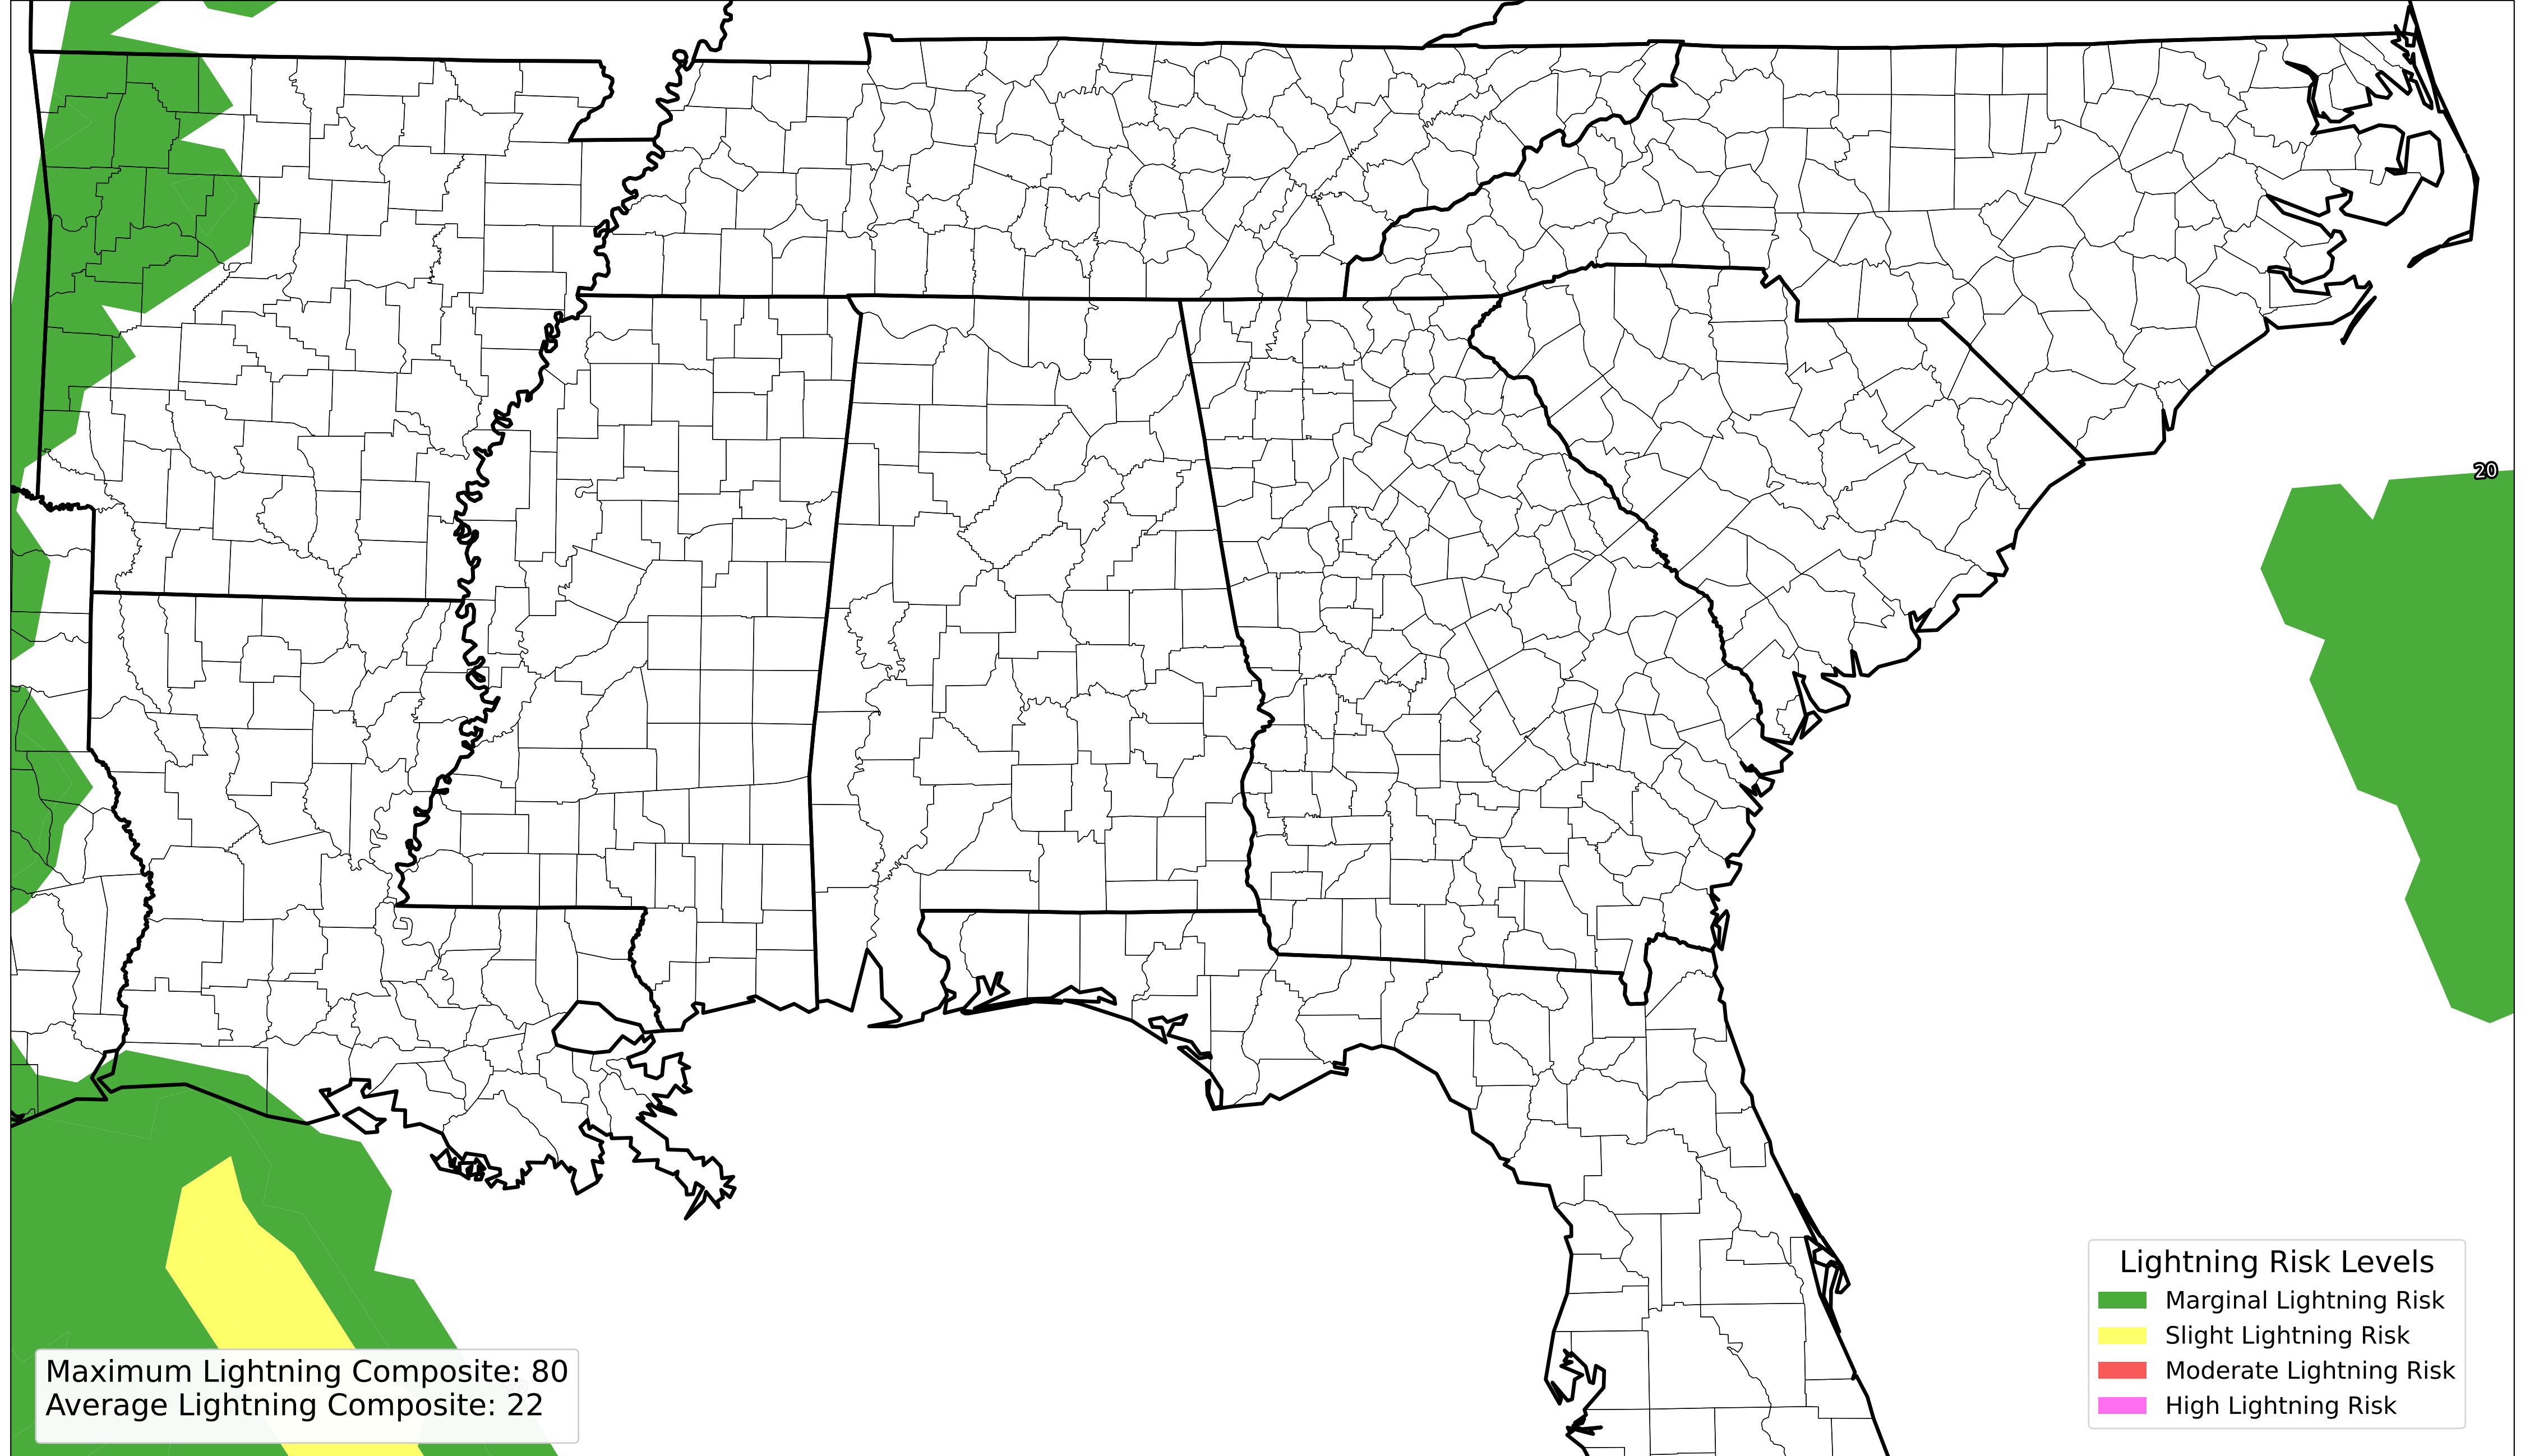 20
Lightning Risk Levels
Marginal Lightning Risk
Slight Lightning Risk
Moderate Lightning Risk
High Lightning Risk
Maximum Lightning Composite: 80
Average Lightning Composite: 22